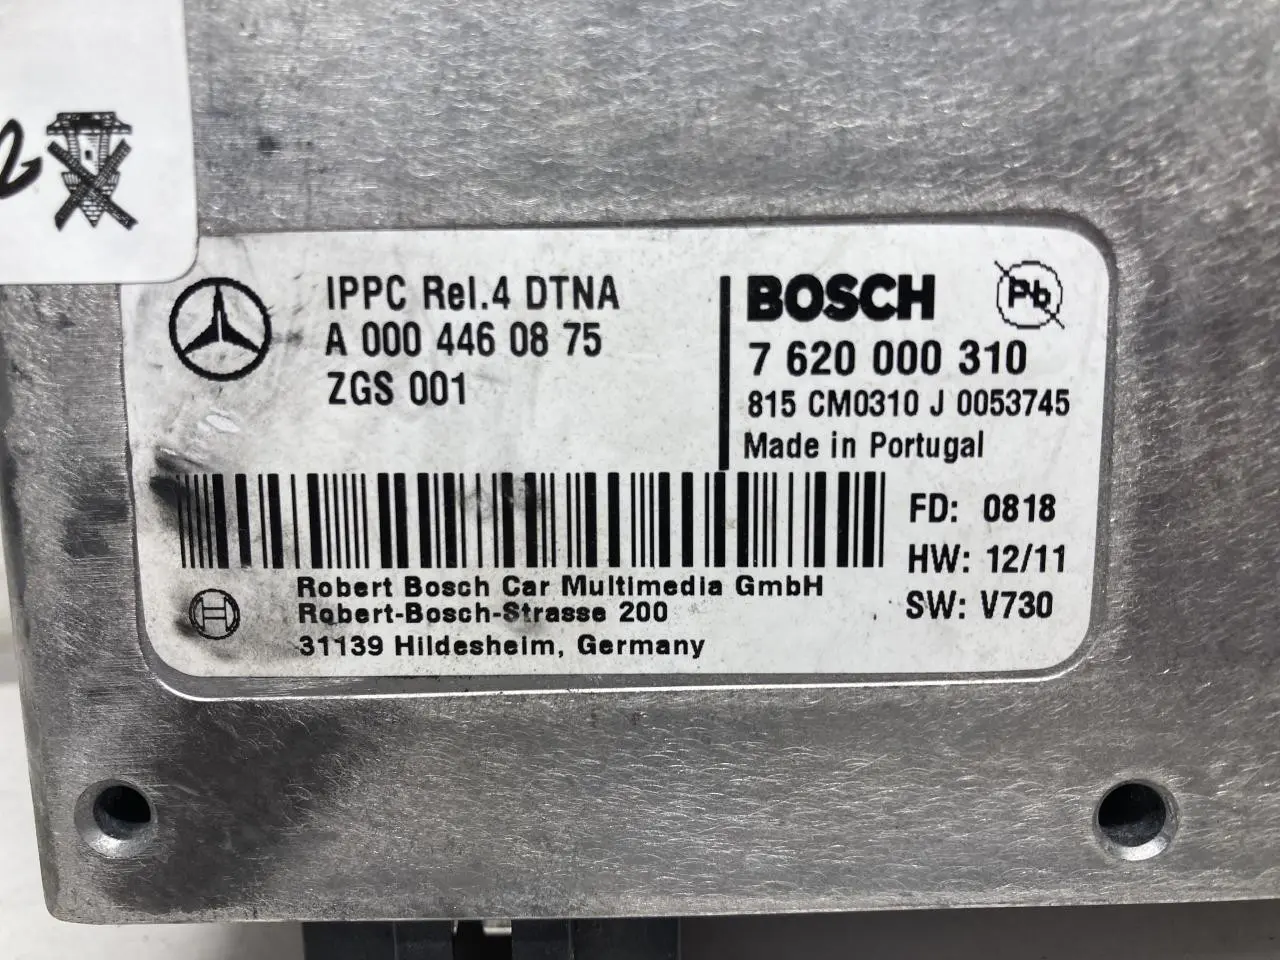 IPPC Rel.4 DTNA
A 000 446 08 75
ZGS 001
BOSCH
Pb
7 620 000 310
815 CM0310 J 0053745
Made in Portugal
FD: 0818
HW: 12/11
SW: V730
Robert Bosch Car Multimedia GmbH
Robert-Bosch-Strasse 200
31139 Hildesheim, Germany